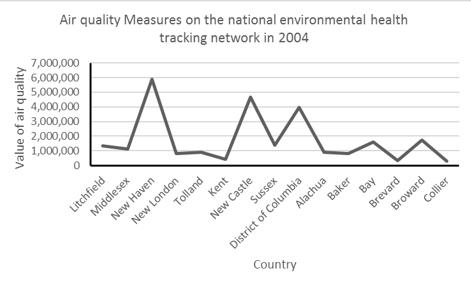 Air quality Measures on the national environmental health
tracking network in 2004
Value of air quality
7,000,000
6,000,000
5,000,000
4,000,000
3,000,000
2,000,000
1,000,000
0
Litchfield
Middlesex
New Haven
New London
Tolland
Kent
New Castle
Sussex
District of Columbia
Alachua
Baker
Bay
Brevard
Broward
Collier
Country